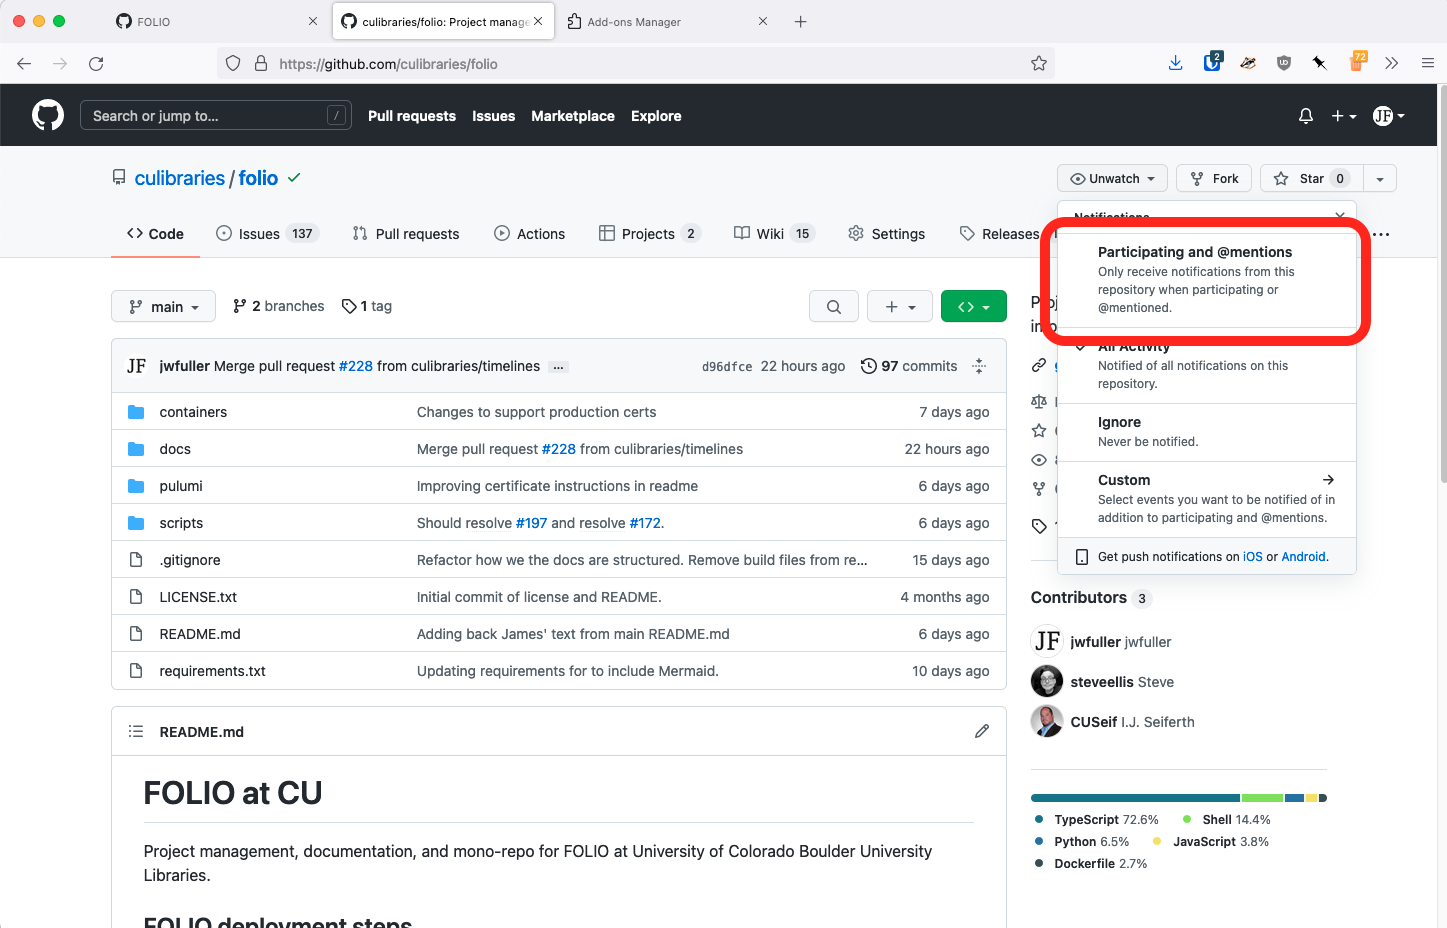 FOLIO
culibraries/folio: Project manage
Add-ons Manager
https://github.com/culibraries/folio
2
72
Search or jump to...
/
Pull requests
Issues
Marketplace
Explore
JF
culibraries / folio
Unwatch
Fork
Star 0
Code
Issues 137
Pull requests
Actions
Projects 2
Wiki 15
Settings
Releases
Notifications
Participating and @mentions
Only receive notifications from this
repository when participating or
@mentioned.
All Activity
Notified of all notifications on this
repository.
Ignore
Never be notified.
Custom
Select events you want to be notified of in
addition to participating and @mentions.
Get push notifications on iOS or Android.
main
2 branches
1 tag
JF jwfuller Merge pull request #228 from culibraries/timelines ... d96dfce 22 hours ago 97 commits
containers Changes to support production certs 7 days ago
docs Merge pull request #228 from culibraries/timelines 22 hours ago
pulumi Improving certificate instructions in readme 6 days ago
scripts Should resolve #197 and resolve #172. 6 days ago
.gitignore Refactor how we the docs are structured. Remove build files from re... 15 days ago
LICENSE.txt Initial commit of license and README. 4 months ago
README.md Adding back James' text from main README.md 6 days ago
requirements.txt Updating requirements for to include Mermaid. 10 days ago
README.md
FOLIO at CU
Project management, documentation, and mono-repo for FOLIO at University of Colorado Boulder University
Libraries.
FOLIO deployment steps
Contributors 3
JF jwfuller jwfuller
steveellis Steve
CUSeif I.J. Seiferth
TypeScript 72.6%
Shell 14.4%
Python 6.5%
JavaScript 3.8%
Dockerfile 2.7%